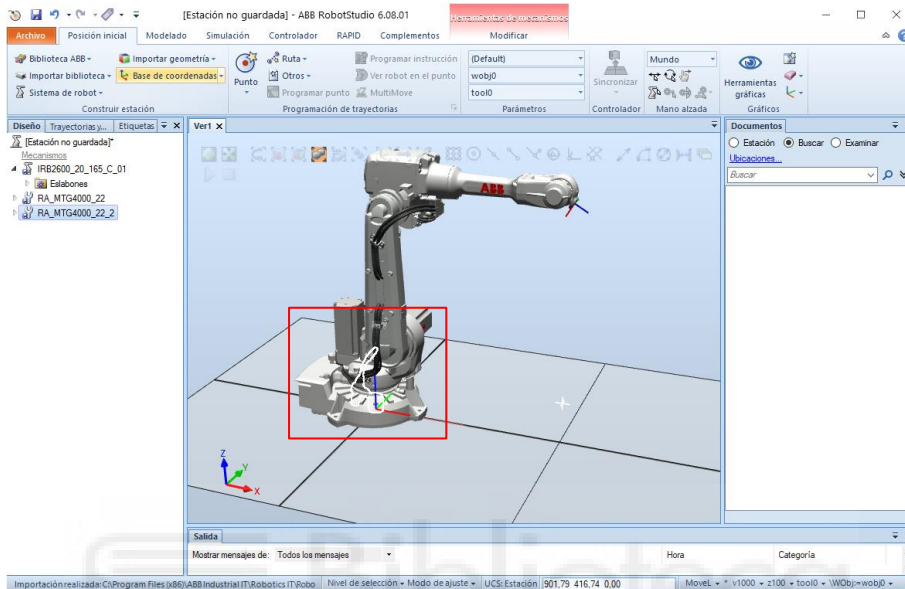 [Estación no guardada] - ABB RobotStudio 6.08.01
Herramientas de mecanismos
Archivo Posición inicial Modelado Simulación Controlador RAPID Complementos Modificar
Biblioteca ABB Importar geometría Ruta Programar instrucción (Default) Mundo
Importar biblioteca Base de coordenadas Otros Ver robot en el punto wobj0
Sistema de robot Punto Programar punto MultiMove tool0 Sincronizar Herramientas gráficas
Construir estación Programación de trayectorias Parámetros Controlador Mano alzada Gráficos
Diseño Trayectorias y... Etiquetas Ver1 Documentos
[Estación no guardada]* Estación Buscar Examinar
Mecanismos Ubicaciones...
IRB2600_20_165_C_01 Buscar
Eslabones
RA_MTG4000_22
RA_MTG4000_22_2
ABB
Z
Y
X
Salida
Mostrar mensajes de: Todos los mensajes Hora Categoría
Biblioteca
Importación realizada: C:\Program Files (x86)\ABB Industrial IT\Robotics IT\Robo Nivel de selección Modo de ajuste UCS: Estación 901,79 416,74 0,00 MoveL * v1000 z100 tool0 \WObj:=wobj0